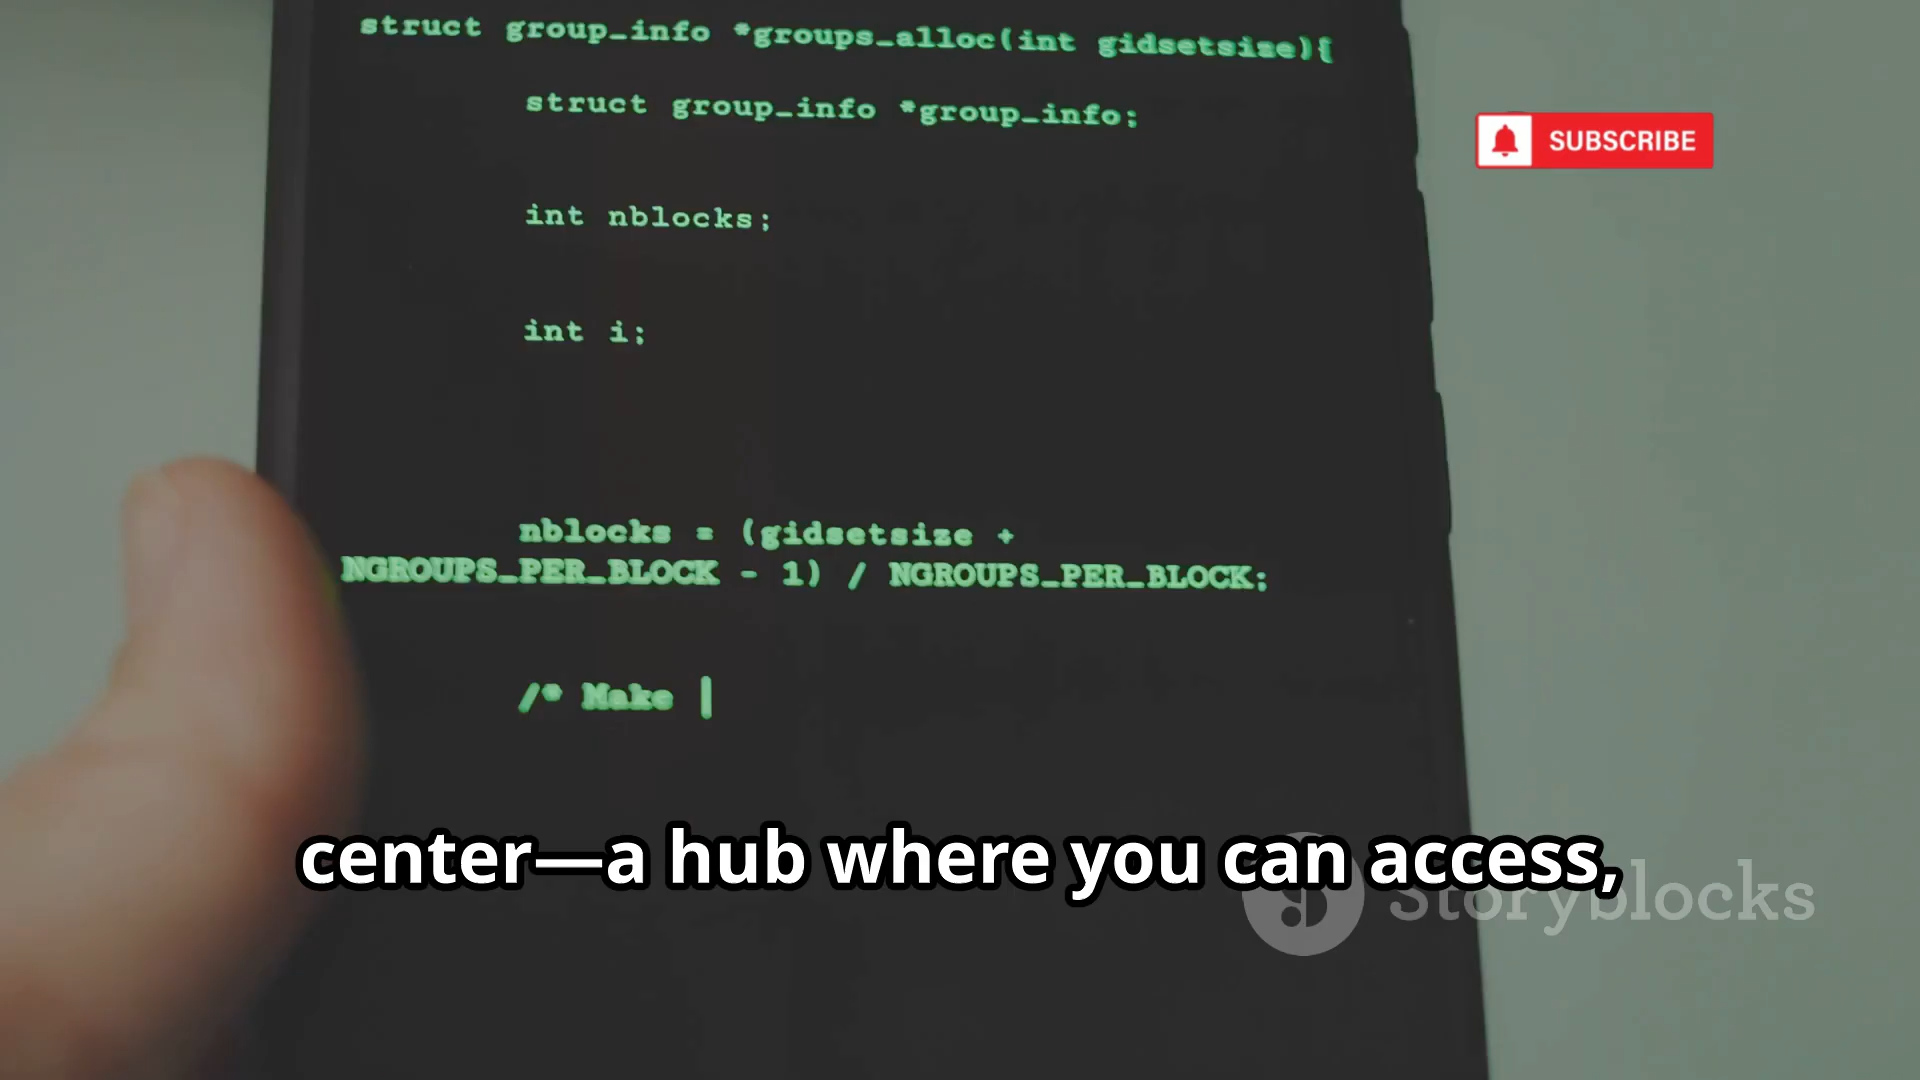 struct group_info *groups_alloc(int gidsetsize){
struct group_info *group_info;
SUBSCRIBE
int nblocks;
int i;
nblocks = (gidsetsize +
NGROUPS_PER_BLOCK - 1) / NGROUPS_PER_BLOCK;
/* Make
center—a hub where you can access,
Storyblocks